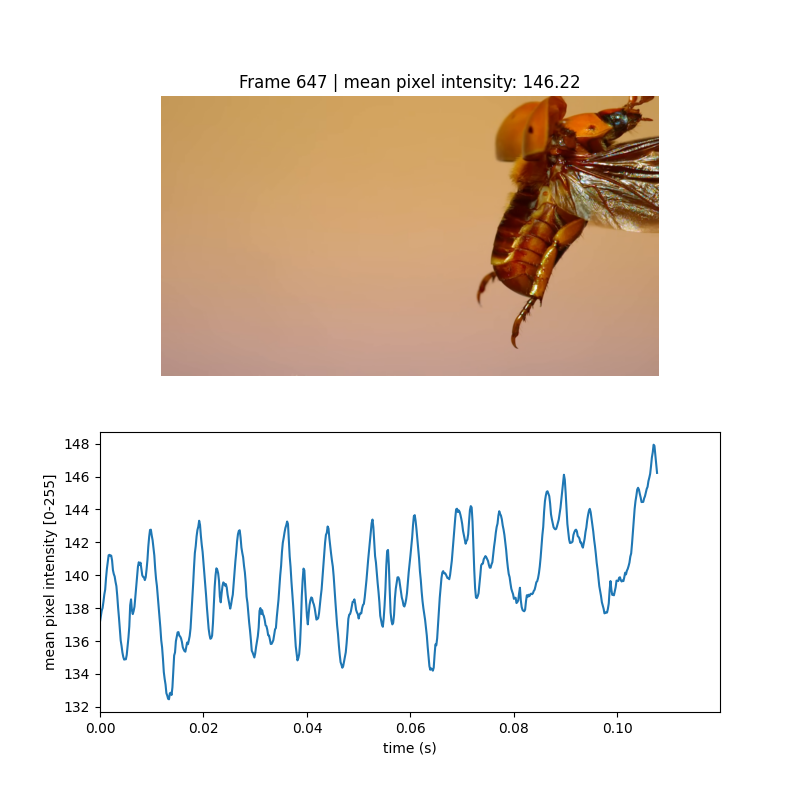 Frame 647 | mean pixel intensity: 146.22
148
146
144
142
140
138
136
134
132
mean pixel intensity [0-255]
0.00 0.02 0.04 0.06 0.08 0.10
time (s)